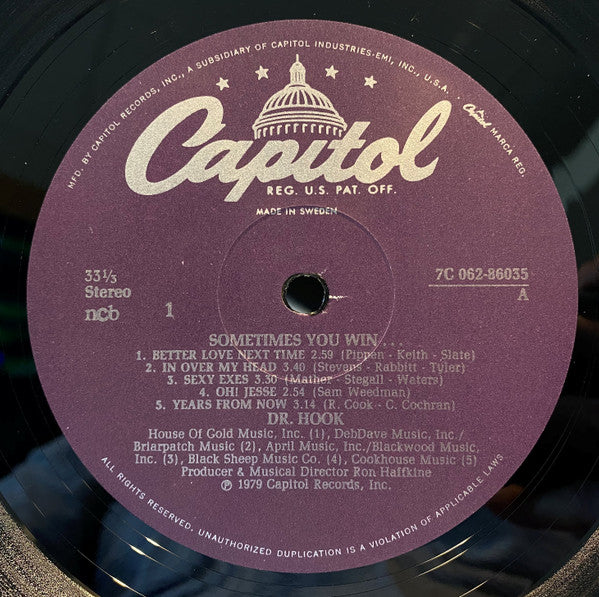 MFD. BY CAPITOL RECORDS, INC., A SUBSIDIARY OF CAPITOL INDUSTRIES-EMI, INC., U.S.A. . Capitol MARCA REG.
Capitol
REG. U.S. PAT. OFF.
MADE IN SWEDEN
33⅓
Stereo
ncb
1
7C 062-86035
A
SOMETIMES YOU WIN . . .
1. BETTER LOVE NEXT TIME 2.59 (Pippen - Keith - Slate)
2. IN OVER MY HEAD 3.40 (Stevens - Rabbitt - Tyler)
3. SEXY EXES 3.30 (Mather - Stegall - Waters)
4. OH! JESSE 2.54 (Sam Weedman)
5. YEARS FROM NOW 3.14 (R. Cook - C. Cochran)
DR. HOOK
House Of Gold Music, Inc. (1), DebDave Music, Inc./
Briarpatch Music (2), April Music, Inc./Blackwood Music,
Inc. (3), Black Sheep Music Co. (4), Cookhouse Music (5)
Producer & Musical Director Ron Haffkine
℗ 1979 Capitol Records, Inc.
ALL RIGHTS RESERVED, UNAUTHORIZED DUPLICATION IS A VIOLATION OF APPLICABLE LAWS